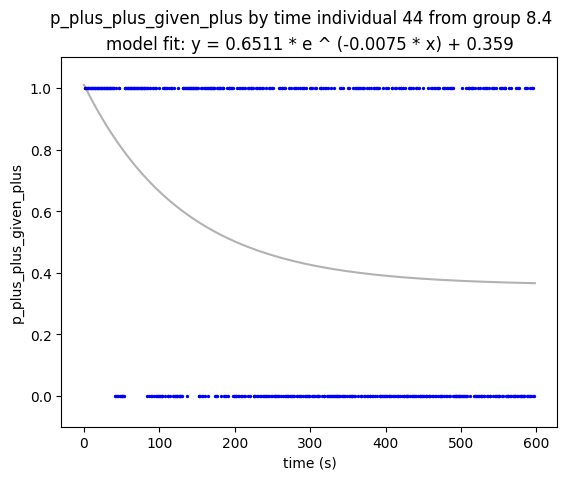 p_plus_plus_given_plus by time individual 44 from group 8.4
model fit: y = 0.6511 * e ^ (-0.0075 * x) + 0.359
1.0
0.8
0.6
0.4
0.2
0.0
p_plus_plus_given_plus
0 100 200 300 400 500 600
time (s)